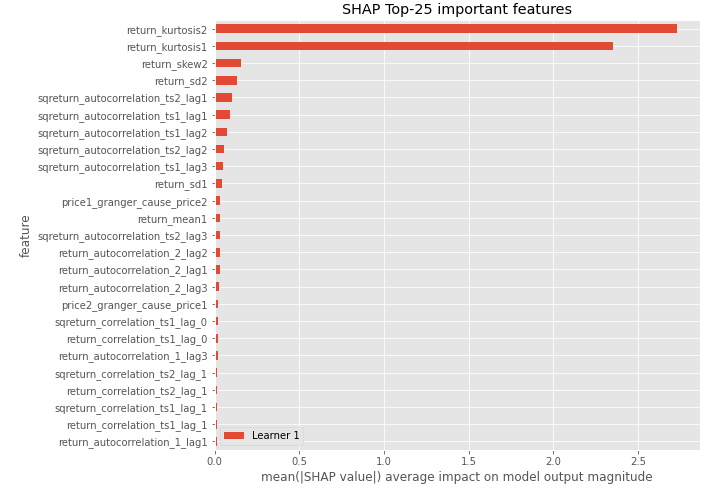 SHAP Top-25 important features
return_kurtosis2
return_kurtosis1
return_skew2
return_sd2
sqreturn_autocorrelation_ts2_lag1
sqreturn_autocorrelation_ts1_lag1
sqreturn_autocorrelation_ts1_lag2
sqreturn_autocorrelation_ts2_lag2
sqreturn_autocorrelation_ts1_lag3
return_sd1
price1_granger_cause_price2
return_mean1
sqreturn_autocorrelation_ts2_lag3
return_autocorrelation_2_lag2
return_autocorrelation_2_lag1
return_autocorrelation_2_lag3
price2_granger_cause_price1
sqreturn_correlation_ts1_lag_0
return_correlation_ts1_lag_0
return_autocorrelation_1_lag3
sqreturn_correlation_ts2_lag_1
return_correlation_ts2_lag_1
sqreturn_correlation_ts1_lag_1
return_correlation_ts1_lag_1
return_autocorrelation_1_lag1
feature
Learner 1
0.0 0.5 1.0 1.5 2.0 2.5
mean(|SHAP value|) average impact on model output magnitude